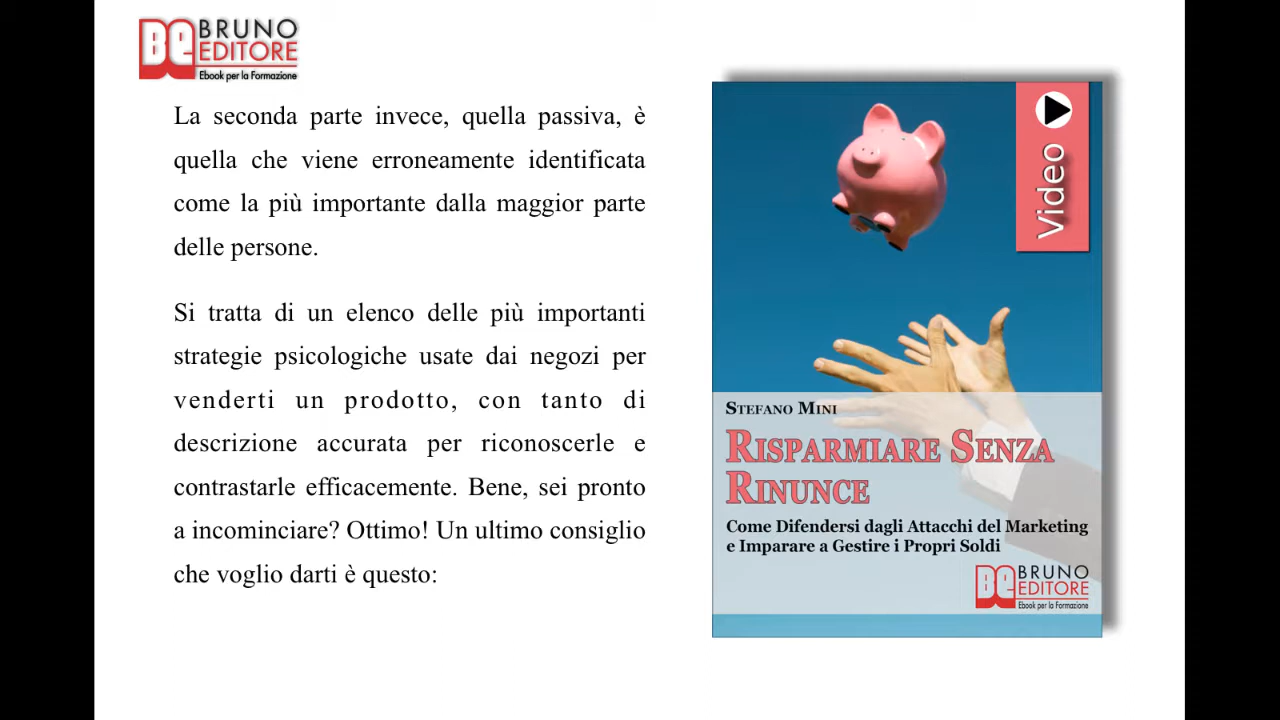 BRUNO
EDITORE
Ebook per la Formazione
La seconda parte invece, quella passiva, è
quella che viene erroneamente identificata
come la più importante dalla maggior parte
delle persone.
Si tratta di un elenco delle più importanti
strategie psicologiche usate dai negozi per
venderti un prodotto, con tanto di
descrizione accurata per riconoscerle e
contrastarle efficacemente. Bene, sei pronto
a incominciare? Ottimo! Un ultimo consiglio
che voglio darti è questo:
Video
STEFANO MINI
RISPARMIARE SENZA
RINUNCE
Come Difendersi dagli Attacchi del Marketing
e Imparare a Gestire i Propri Soldi
BRUNO
EDITORE
Ebook per la Formazione